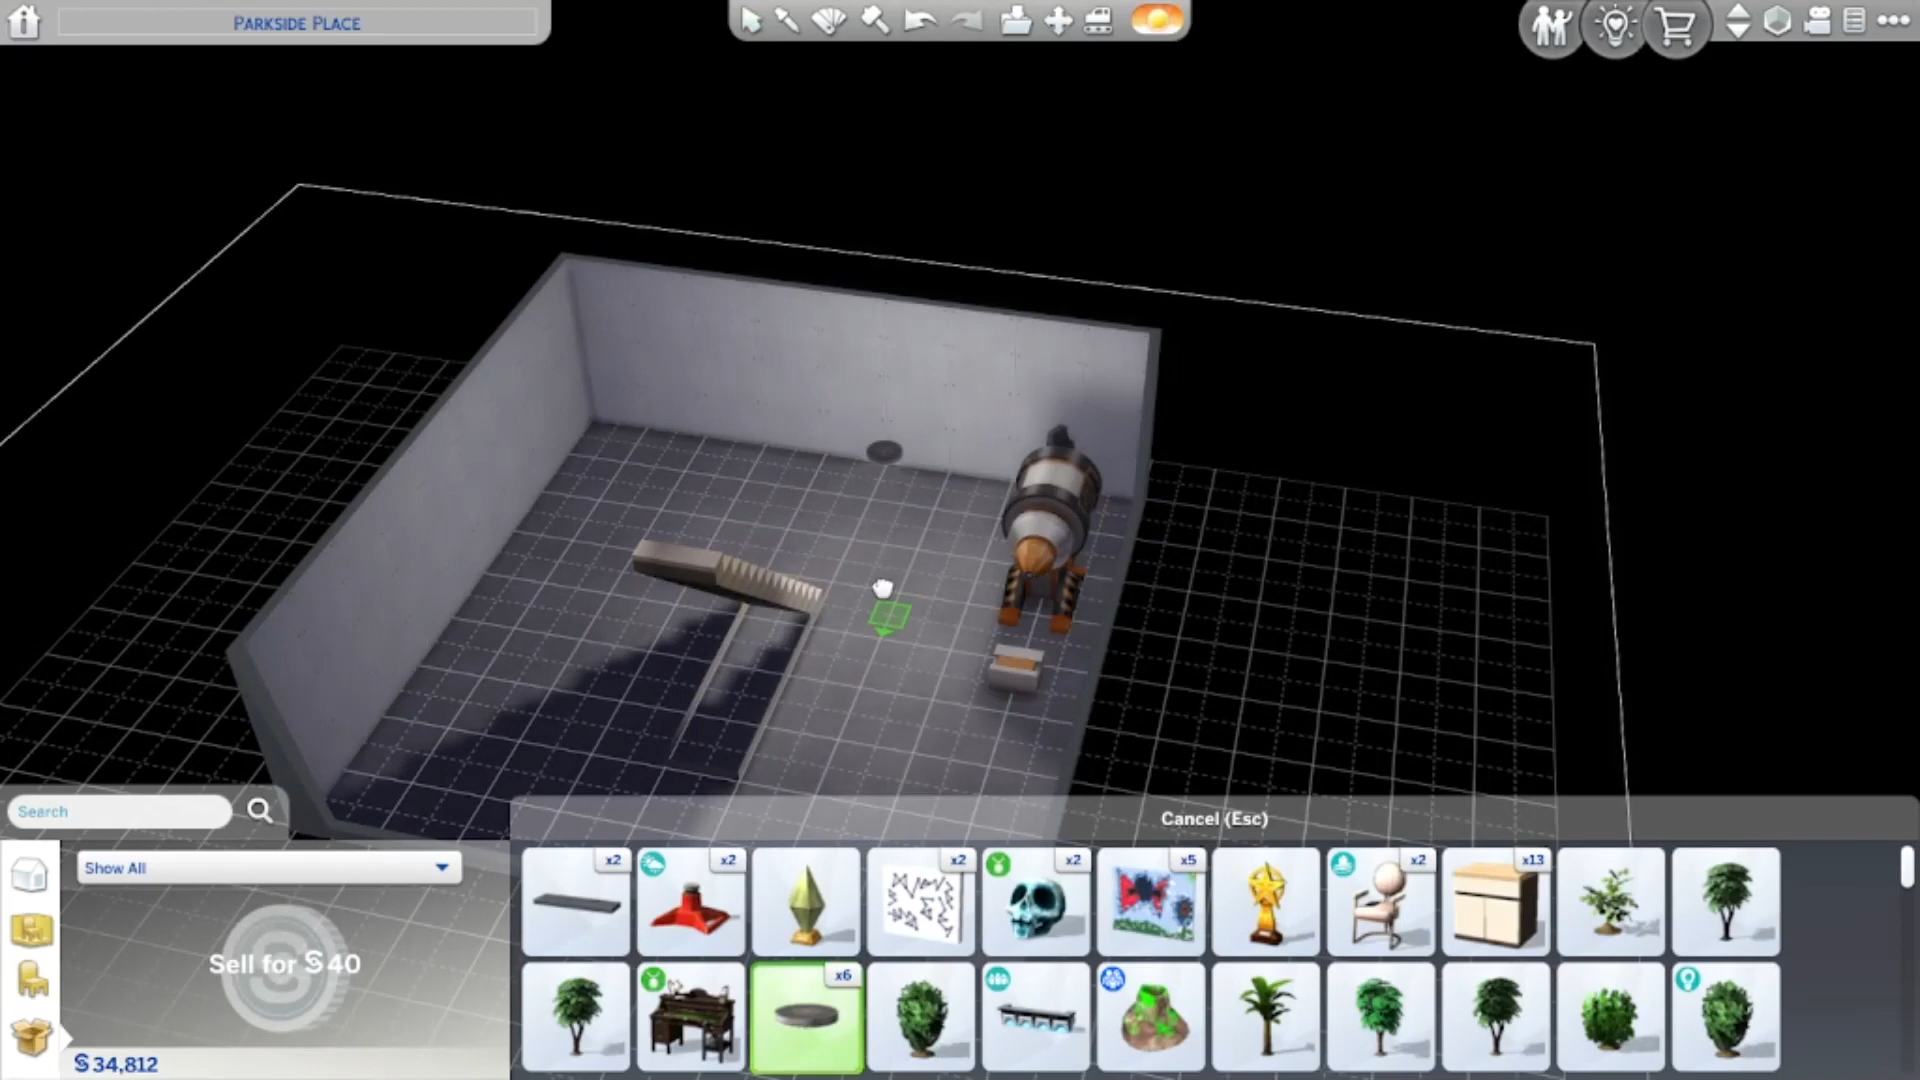 PARKSIDE PLACE
Search
Cancel (Esc)
Show All
x2
x2
x2
x2
x5
x2
x13
Sell for §40
x6
§34,812